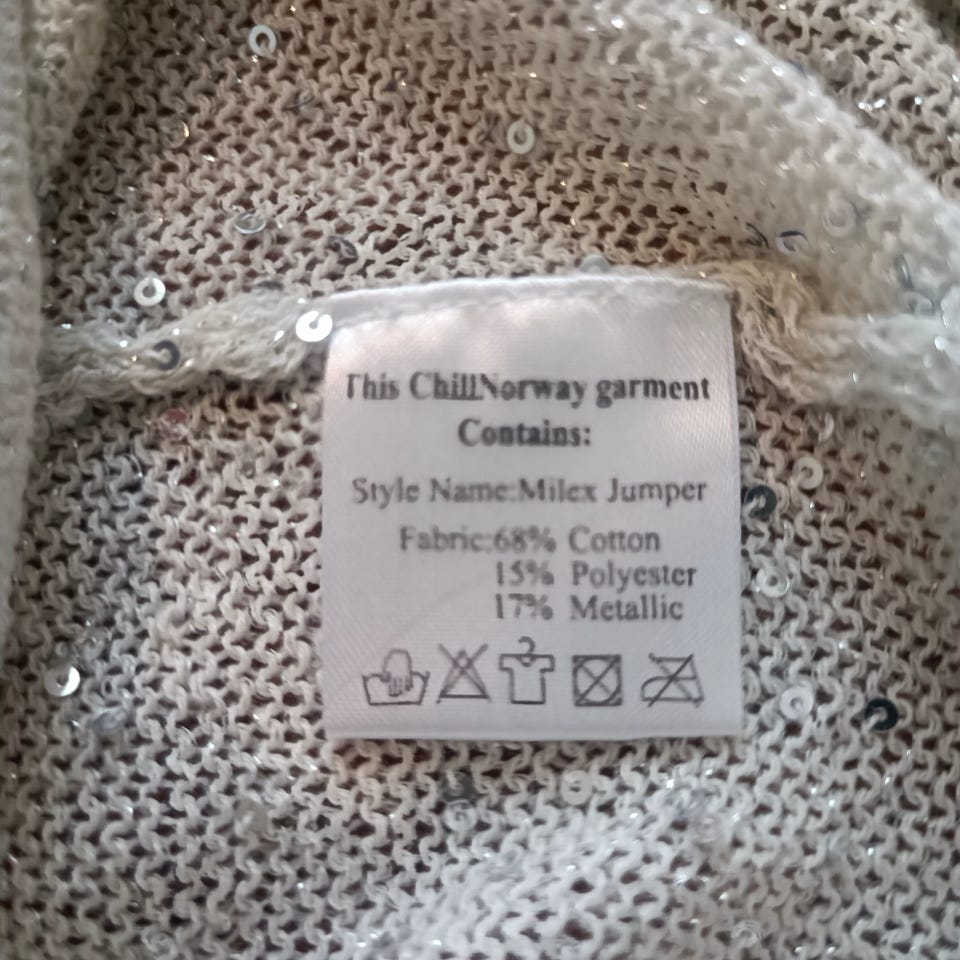 This ChillNorway garment
Contains:
Style Name:Milex Jumper
Fabric:68% Cotton
15% Polyester
17% Metallic